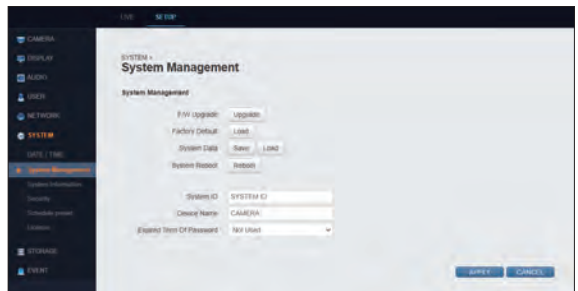 LIVE SETUP
CAMERA
DISPLAY
AUDIO
USER
NETWORK
SYSTEM
DATE / TIME
System Management
System Information
Security
Schedule preset
STORAGE
EVENT
SYSTEM >
System Management
System Management
F/W Upgrade Upgrade
Factory Default Load
System Data Save Load
System Reboot Reboot
System ID SYSTEM ID
Device Name CAMERA
Expired Term Of Password Not Used
APPLY CANCEL